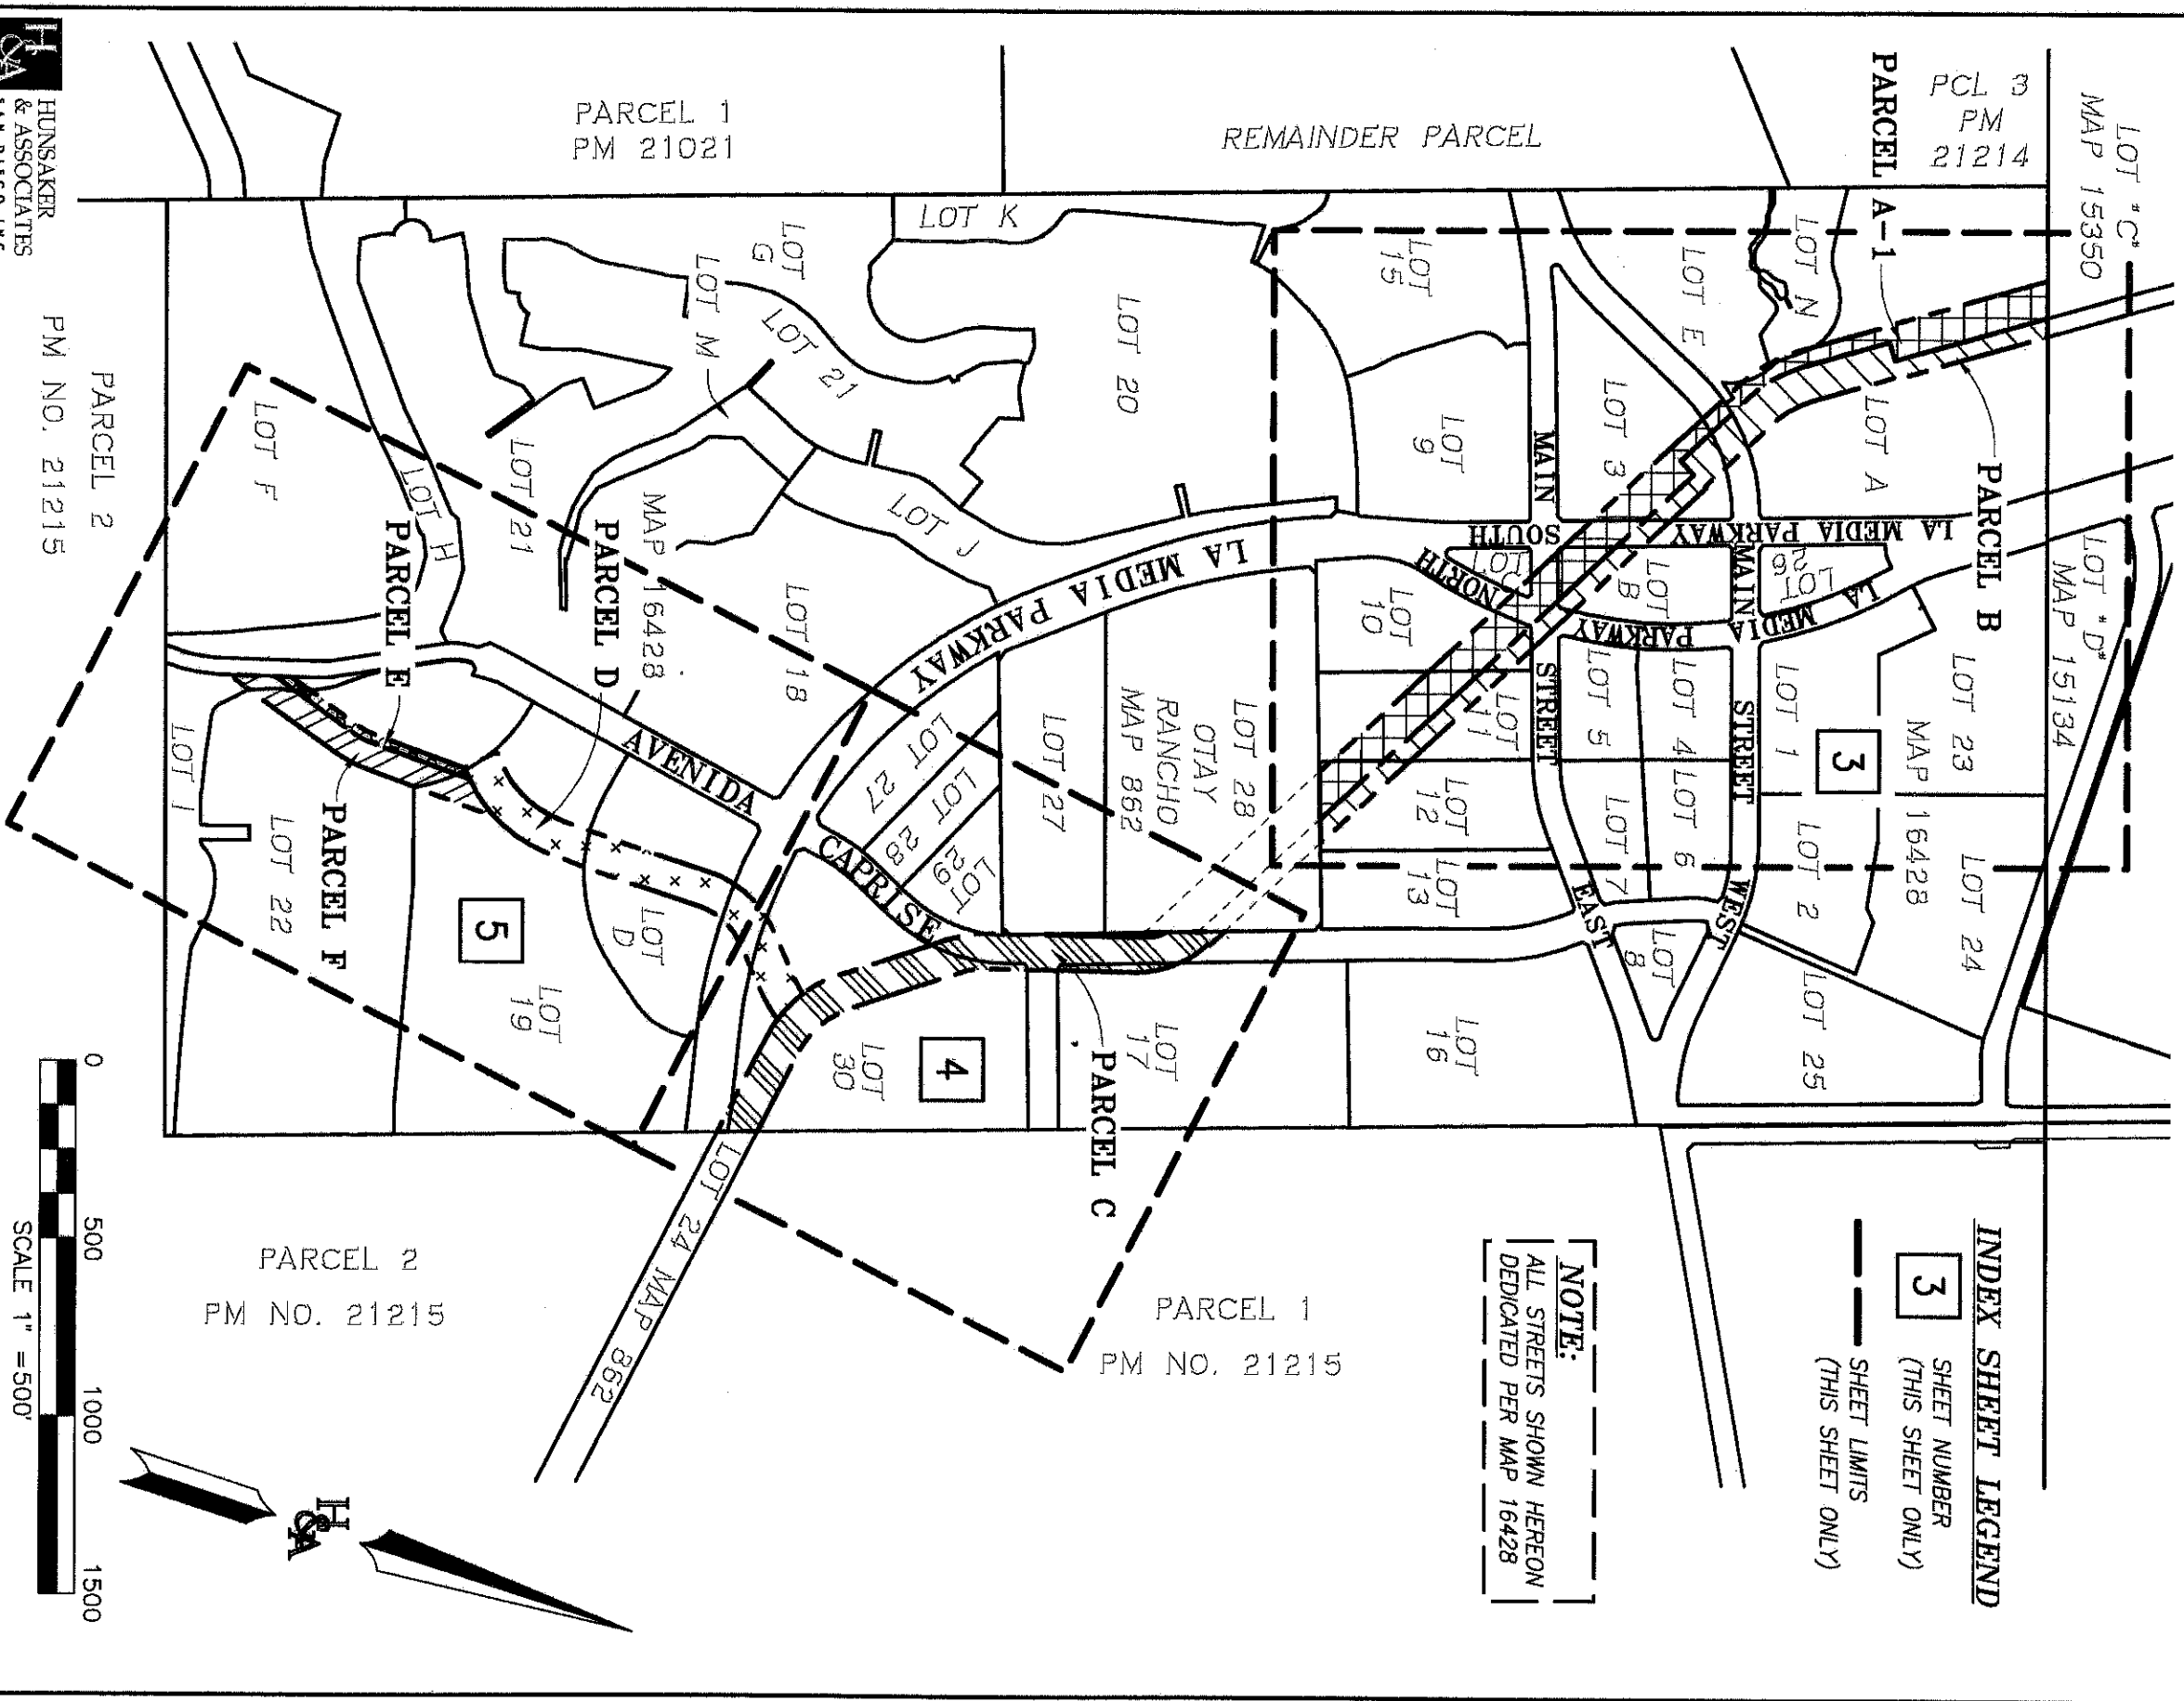 LOT "C"
MAP 15350
PCL 3
PM
21214
PARCEL A-1
REMAINDER PARCEL
PARCEL 1
PM 21021
LOT N
LOT E
LOT
15
LOT K
LOT
G
LOT M
LOT 21
LOT 20
LOT
9
LOT 3
LOT A
PARCEL B
LOT "D"
MAP 15134
MAIN
SOUTH
LA MEDIA PARKWAY
NORTH
MAIN
LOT
B
LOT
26
LA MEDIA PARKWAY
LOT
10
LOT 5
LOT 4
LOT 1
LOT 23
MAP 16428
LOT 24
3
STREET
STREET
LOT
11
LOT
12
LOT
13
LOT 7
LOT 6
LOT 2
EAST
WEST
LOT
8
LOT 25
LOT
16
LOT
17
LA MEDIA PARKWAY
LOT J
LOT 18
MAP 16428
PARCEL D
LOT 21
LOT H
PARCEL E
LOT F
LOT 28
OTAY
RANCHO
MAP 862
LOT 27
LOT 27
LOT 28
LOT
29
AVENIDA
CAPRISE
LOT I
LOT 22
PARCEL F
5
LOT
D
LOT
19
LOT
30
4
PARCEL C
LOT 24 MAP 862
PARCEL 2
PM NO. 21215
PARCEL 2
PM NO. 21215
PARCEL 1
PM NO. 21215
INDEX SHEET LEGEND
3
SHEET NUMBER
(THIS SHEET ONLY)
SHEET LIMITS
(THIS SHEET ONLY)
NOTE:
ALL STREETS SHOWN HEREON
DEDICATED PER MAP 16428
H&A
HUNSAKER
& ASSOCIATES
0 500 1000 1500
SCALE 1" =500'
H&A